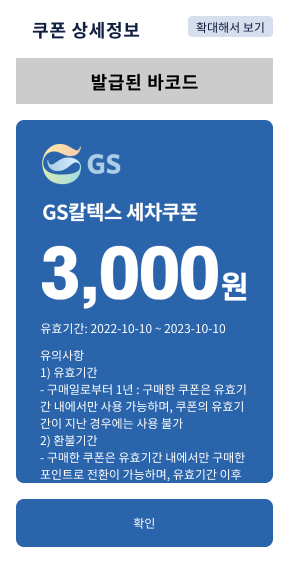 쿠폰 상세정보
확대해서 보기
발급된 바코드
GS
GS칼텍스 세차쿠폰
3,000원
유효기간: 2022-10-10 ~ 2023-10-10
유의사항
1) 유효기간
- 구매일로부터 1년 : 구매한 쿠폰은 유효기
간 내에서만 사용 가능하며, 쿠폰의 유효기
간이 지난 경우에는 사용 불가
2) 환불기간
- 구매한 쿠폰은 유효기간 내에서만 구매한
포인트로 전환이 가능하며, 유효기간 이후
확인